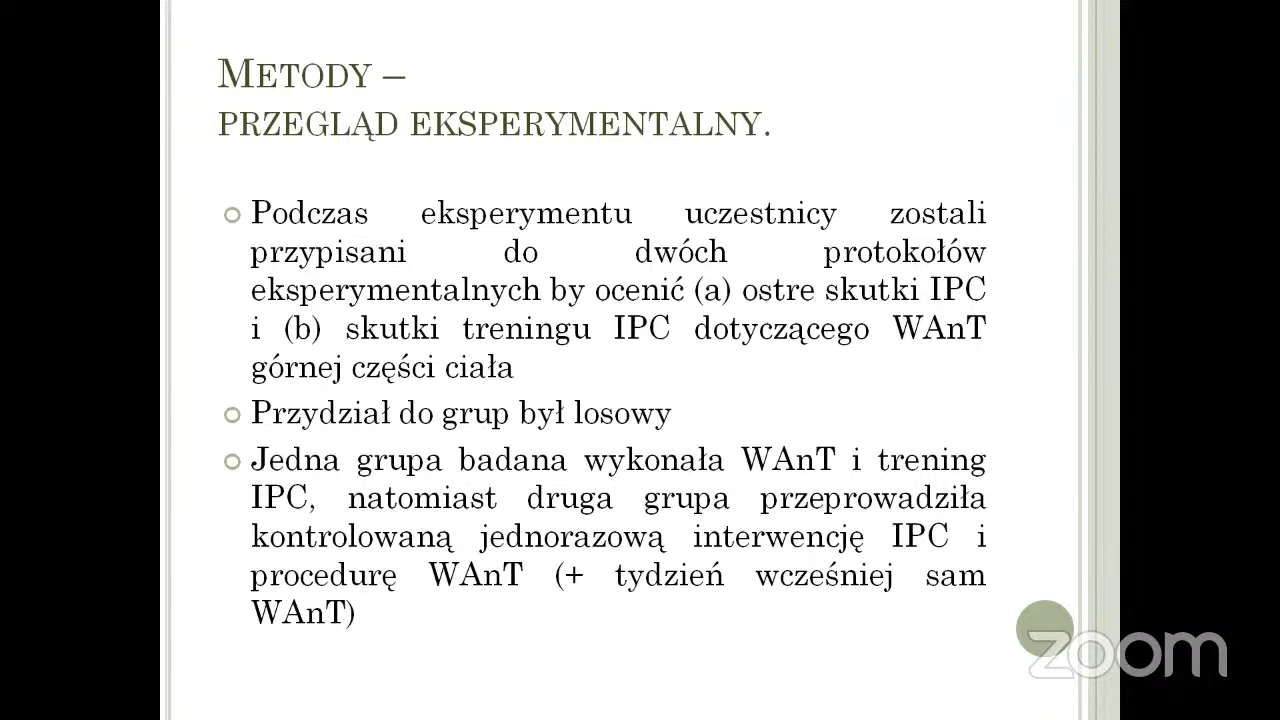 METODY –
PRZEGLĄD EKSPERYMENTALNY.
Podczas eksperymentu uczestnicy zostali
przypisani do dwóch protokołów
eksperymentalnych by ocenić (a) ostre skutki IPC
i (b) skutki treningu IPC dotyczącego WAnT
górnej części ciała
Przydział do grup był losowy
Jedna grupa badana wykonała WAnT i trening
IPC, natomiast druga grupa przeprowadziła
kontrolowaną jednorazową interwencję IPC i
procedurę WAnT (+ tydzień wcześniej sam
WAnT)
zoom